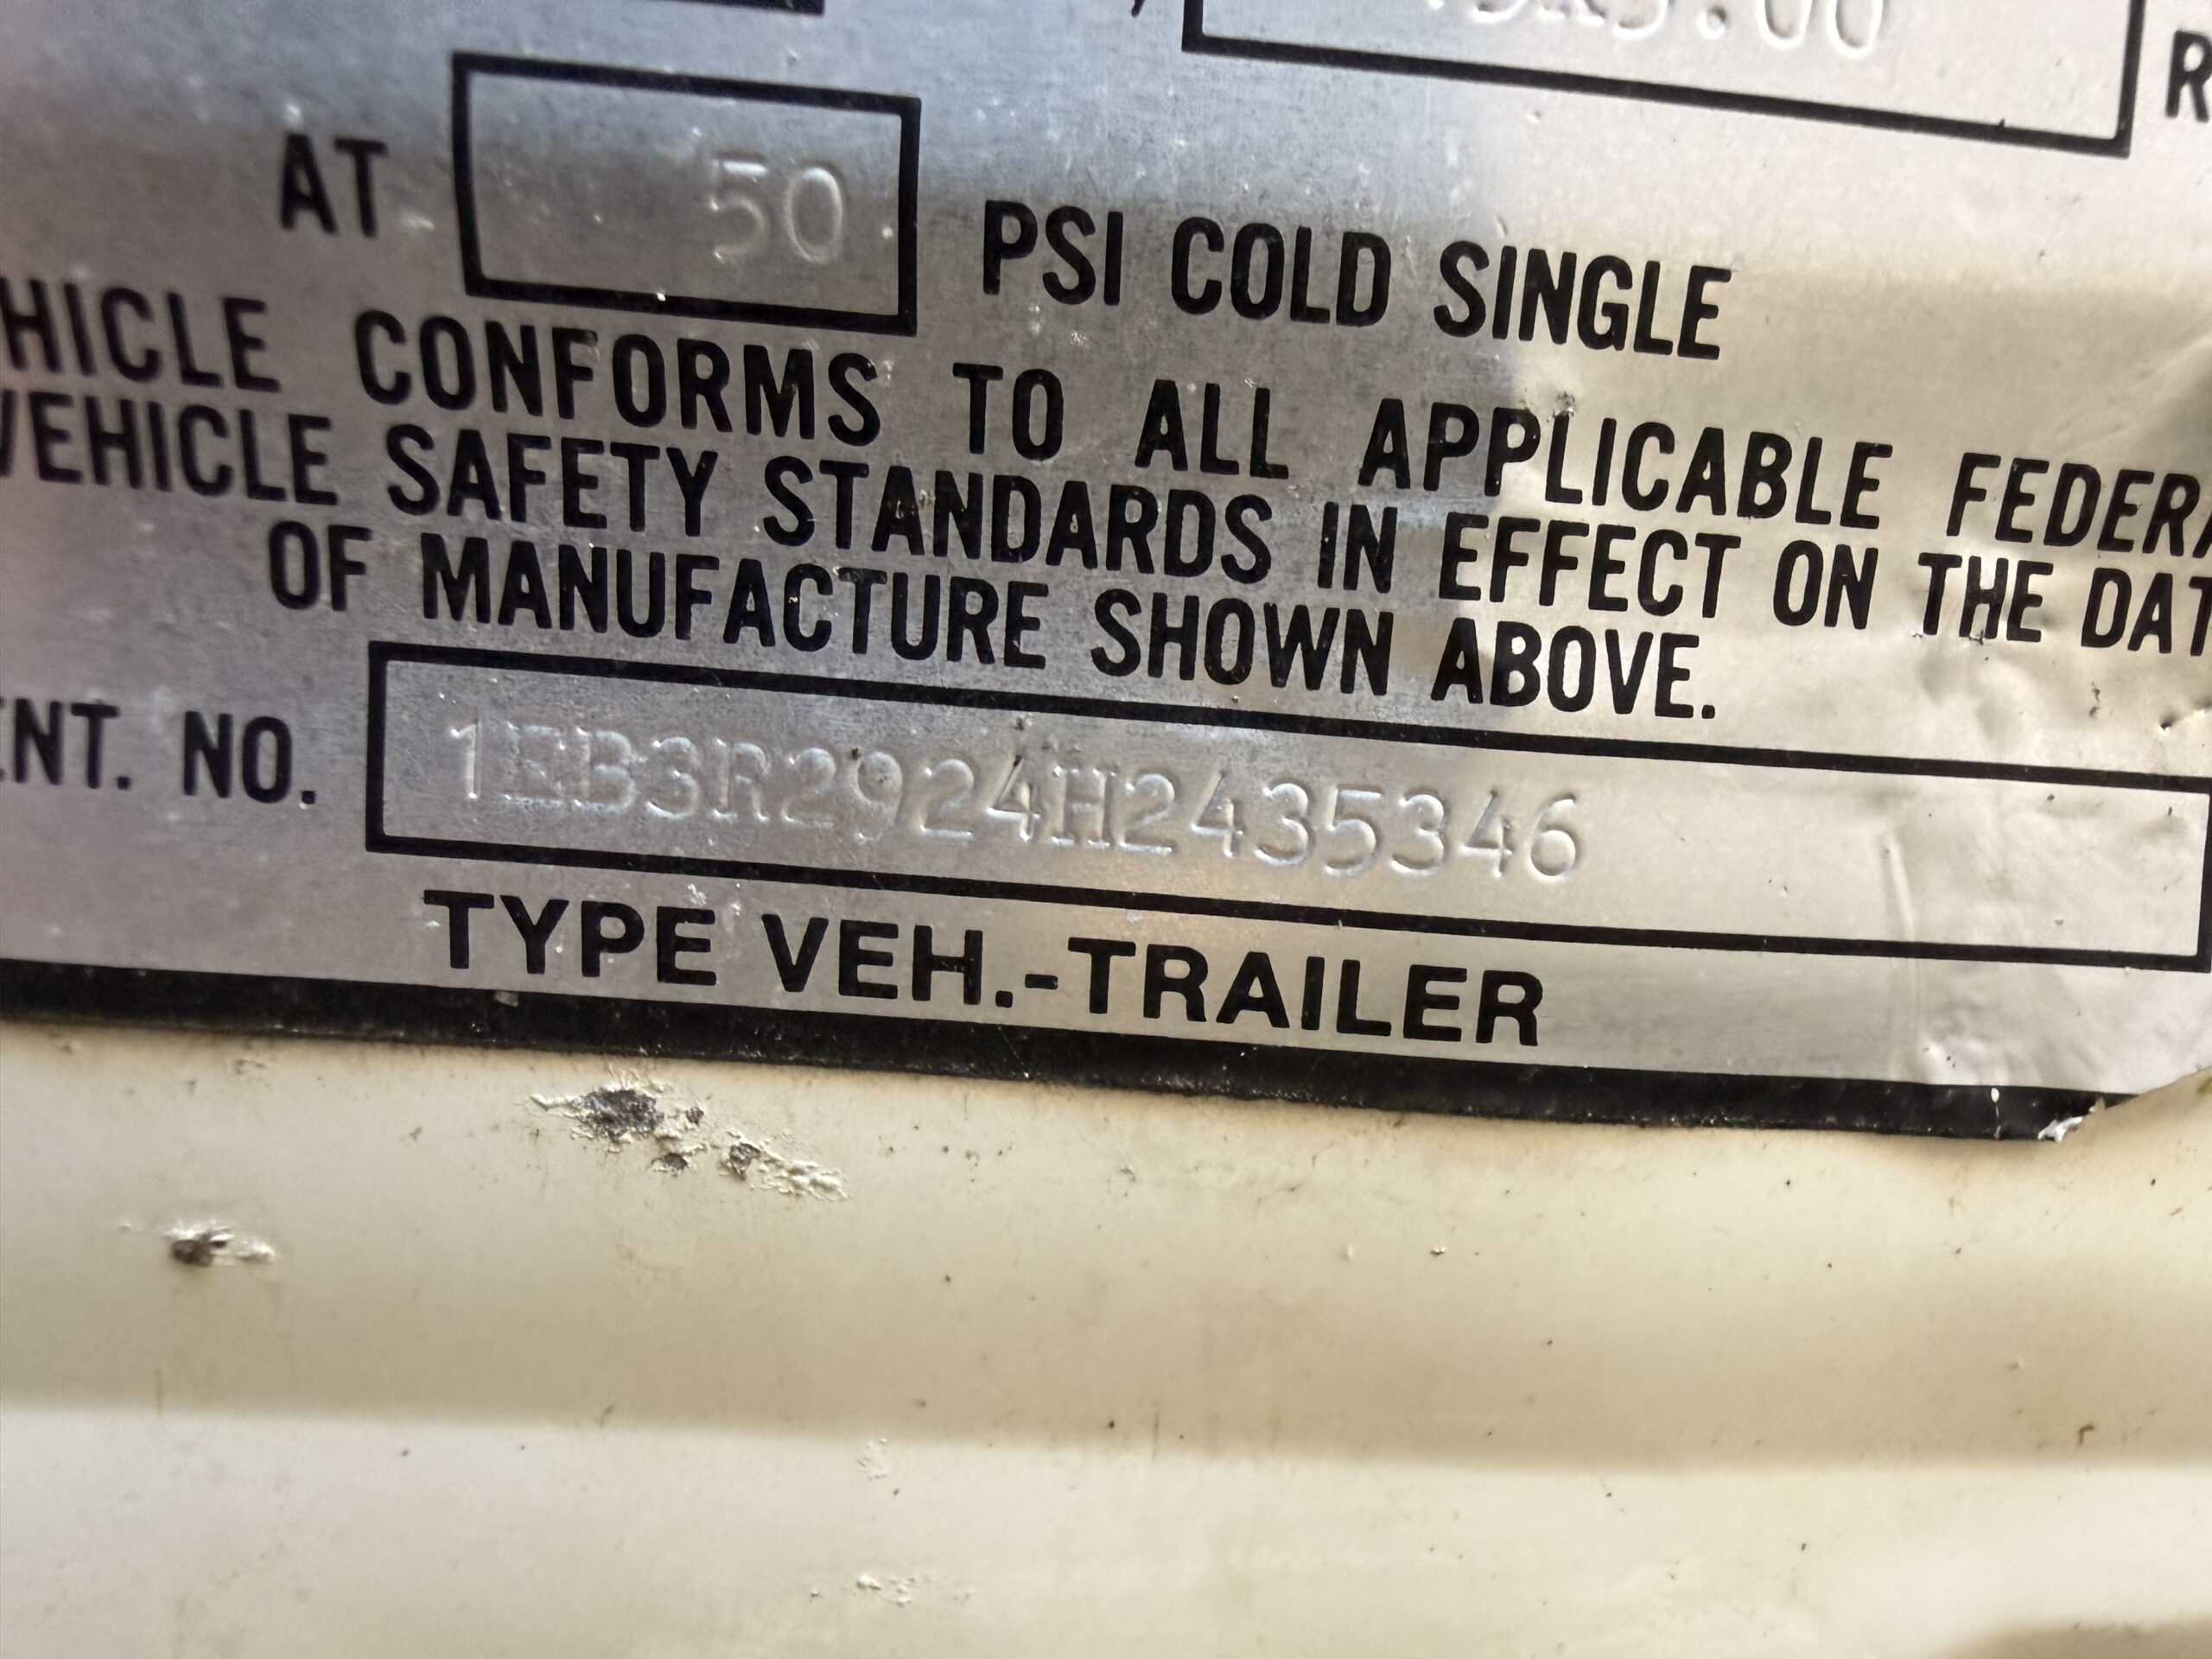 AT 50 PSI COLD SINGLE
HICLE CONFORMS TO ALL APPLICABLE FEDERA
VEHICLE SAFETY STANDARDS IN EFFECT ON THE DAT
OF MANUFACTURE SHOWN ABOVE.
ENT. NO. 1EB3R2924H2435346
TYPE VEH.-TRAILER